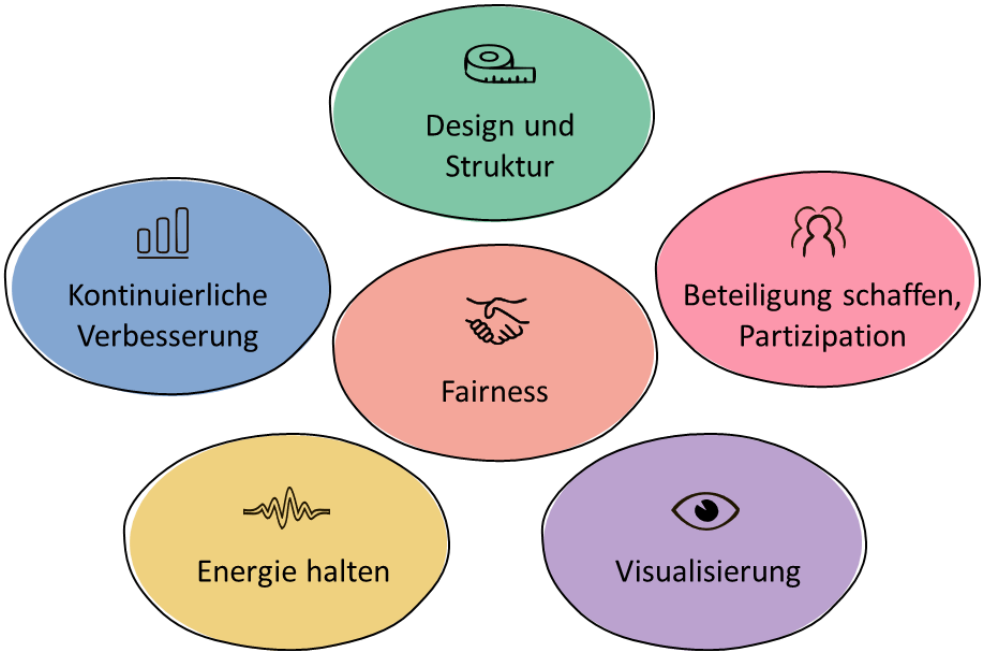 Design und
Struktur
Kontinuierliche
Verbesserung
Beteiligung schaffen,
Partizipation
Fairness
Energie halten
Visualisierung